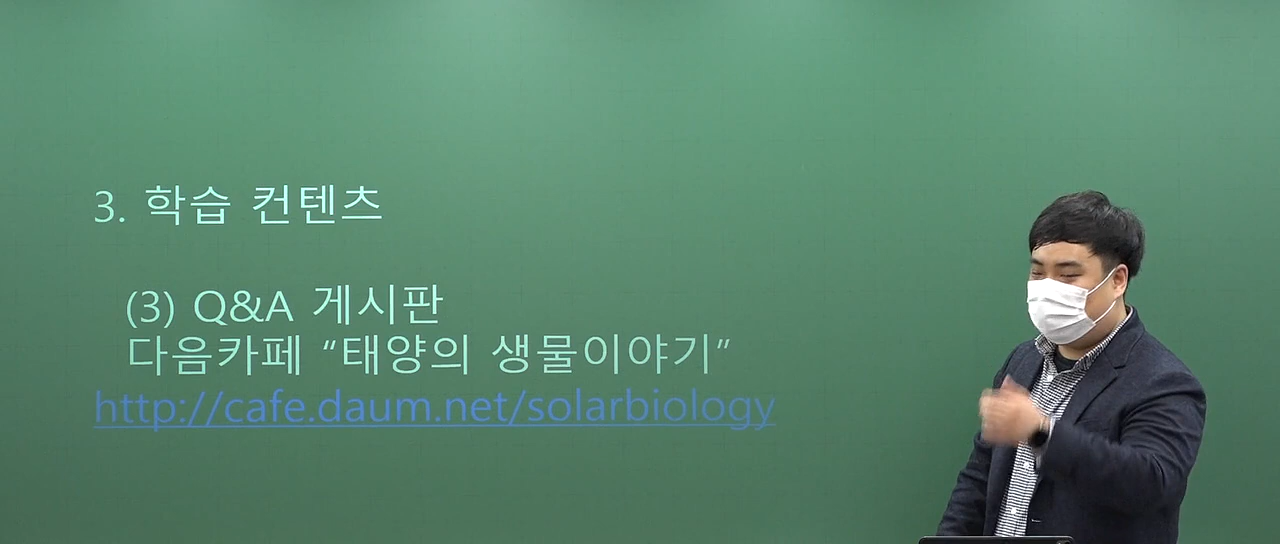 3. 학습 컨텐츠
(3) Q&A 게시판
다음카페 “태양의 생물이야기”
http://cafe.daum.net/solarbiology